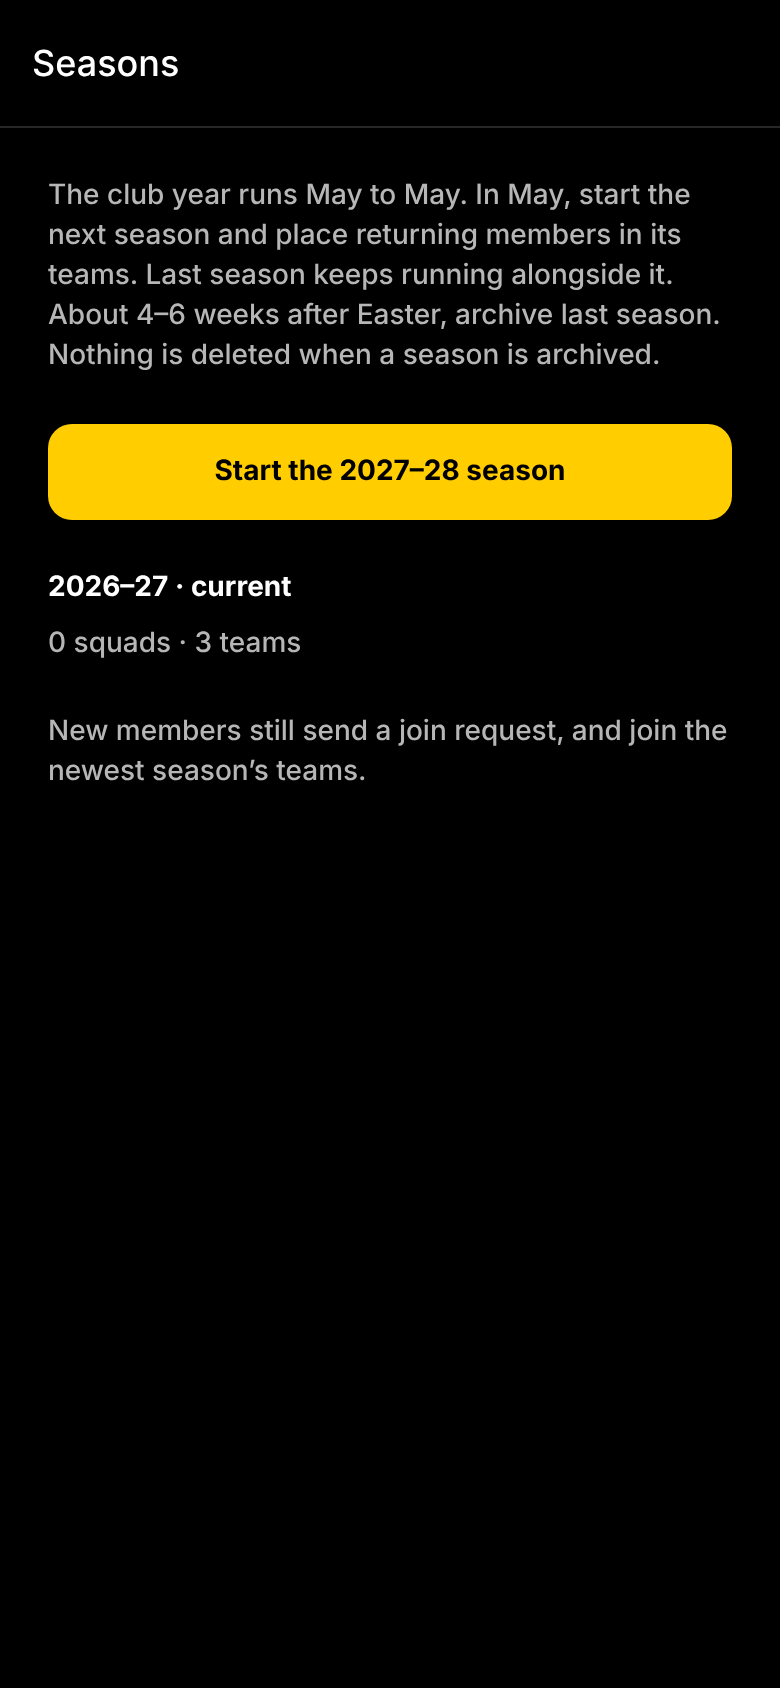 Seasons
The club year runs May to May. In May, start the
next season and place returning members in its
teams. Last season keeps running alongside it.
About 4–6 weeks after Easter, archive last season.
Nothing is deleted when a season is archived.
Start the 2027–28 season
2026–27 · current
0 squads · 3 teams
New members still send a join request, and join the
newest season’s teams.